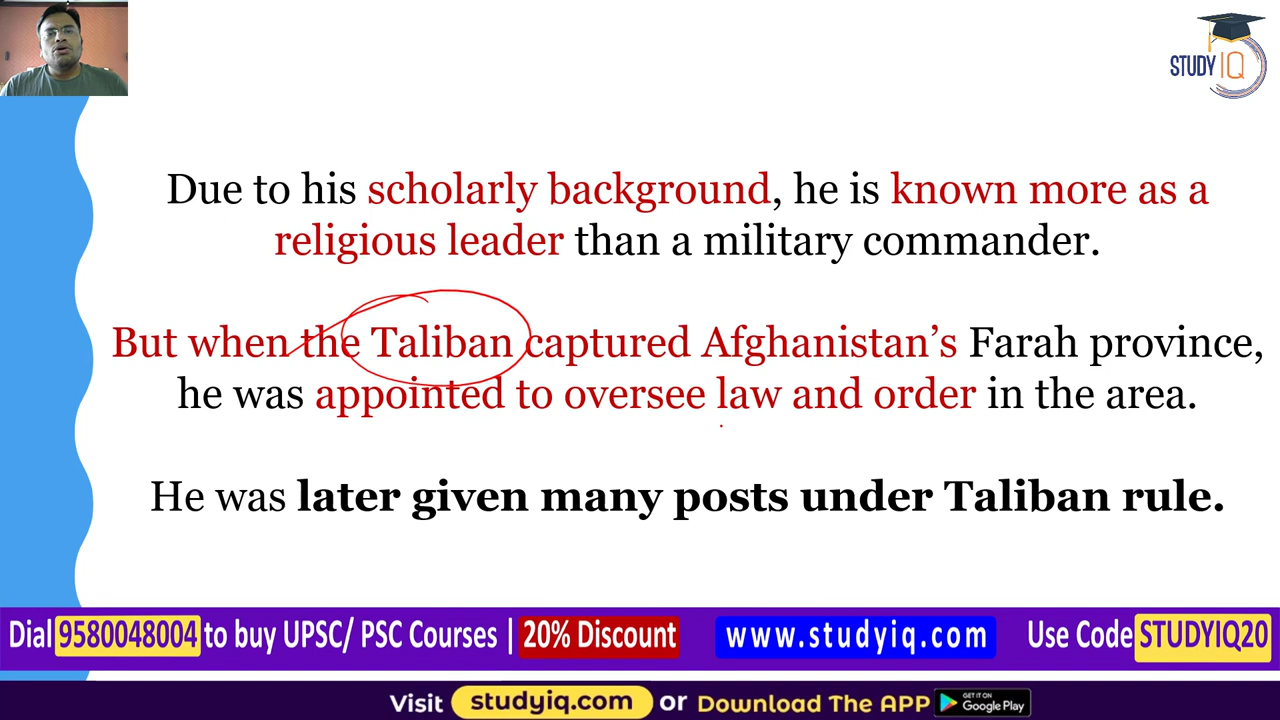 STUDY IQ
Due to his scholarly background, he is known more as a
religious leader than a military commander.
But when the Taliban captured Afghanistan’s Farah province,
he was appointed to oversee law and order in the area.
He was later given many posts under Taliban rule.
Dial 9580048004 to buy UPSC/ PSC Courses | 20% Discount www.studyiq.com Use Code STUDYIQ20
Visit studyiq.com or Download The APP GET IT ON Google Play